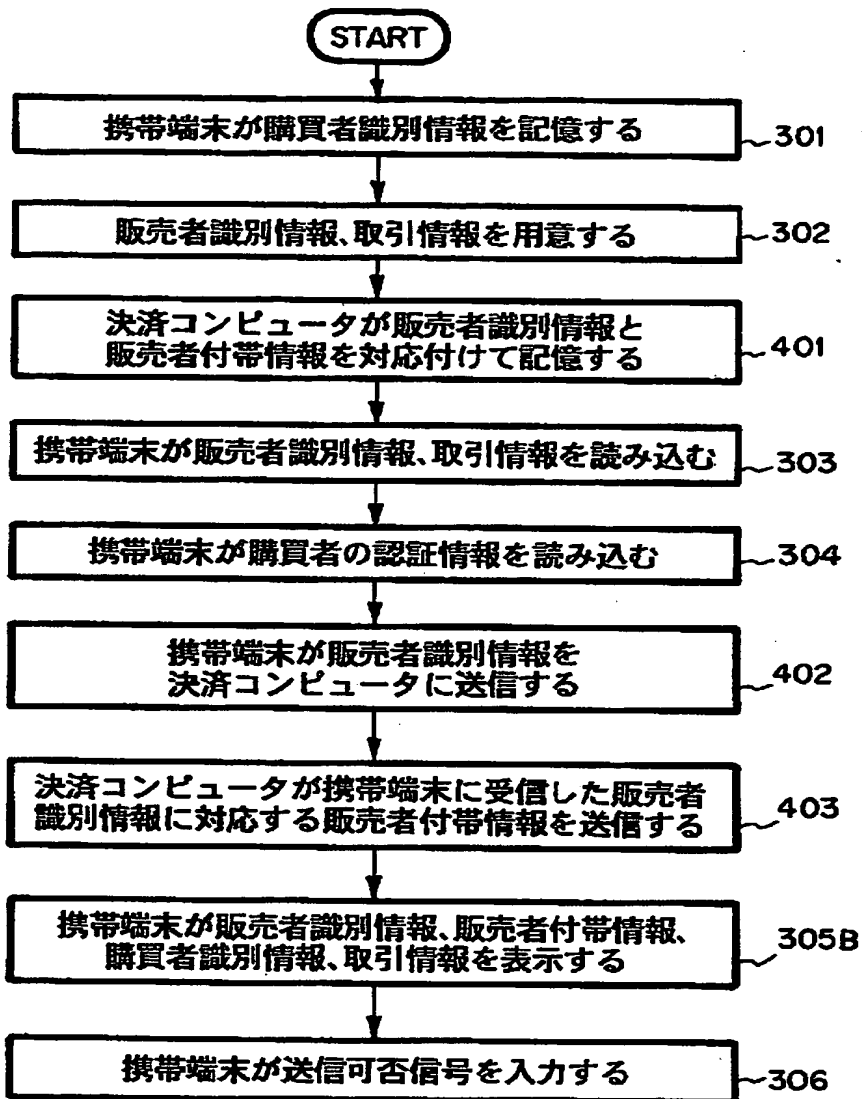 START
携帯端末が購買者識別情報を記憶する
301
販売者識別情報、取引情報を用意する
302
決済コンピュータが販売者識別情報と
販売者付帯情報を対応付けて記憶する
401
携帯端末が販売者識別情報、取引情報を読み込む
303
携帯端末が購買者の認証情報を読み込む
304
携帯端末が販売者識別情報を
決済コンピュータに送信する
402
決済コンピュータが携帯端末に受信した販売者
識別情報に対応する販売者付帯情報を送信する
403
携帯端末が販売者識別情報、販売者付帯情報、
購買者識別情報、取引情報を表示する
305B
携帯端末が送信可否信号を入力する
306